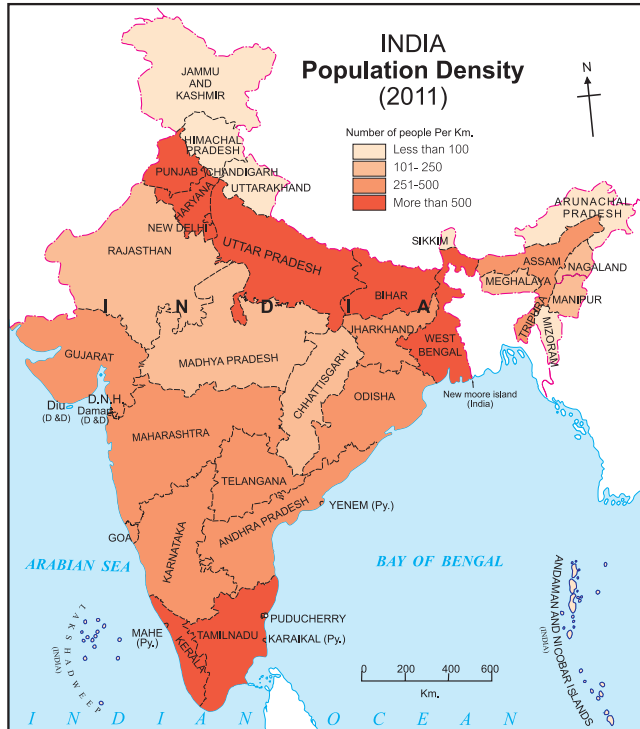 INDIA
Population Density
(2011)
N
Number of people Per Km.
Less than 100
101- 250
251-500
More than 500
JAMMU
AND
KASHMIR
HIMACHAL
PRADESH
PUNJAB
CHANDIGARH
UTTARAKHAND
HARYANA
NEW DELHI
RAJASTHAN
UTTAR PRADESH
SIKKIM
ARUNACHAL
PRADESH
ASSAM
NAGALAND
MEGHALAYA
MANIPUR
BIHAR
TRIPURA
MIZORAM
I N D I A
GUJARAT
MADHYA PRADESH
JHARKHAND
WEST
BENGAL
CHHATTISGARH
New moore island
(India)
Diu
(D & D)
D.N.H.
Daman
(D & D)
ODISHA
MAHARASHTRA
TELANGANA
ANDHRA PRADESH
YENEM (Py.)
GOA
KARNATAKA
ARABIAN SEA
BAY OF BENGAL
ANDAMAN AND NICOBAR ISLANDS
(INDIA)
LAKSHADWEEP
(INDIA)
MAHE
(Py.)
KERALA
TAMILNADU
PUDUCHERRY
KARAIKAL (Py.)
0 200 400 600
Km.
I N D I A N O C E A N